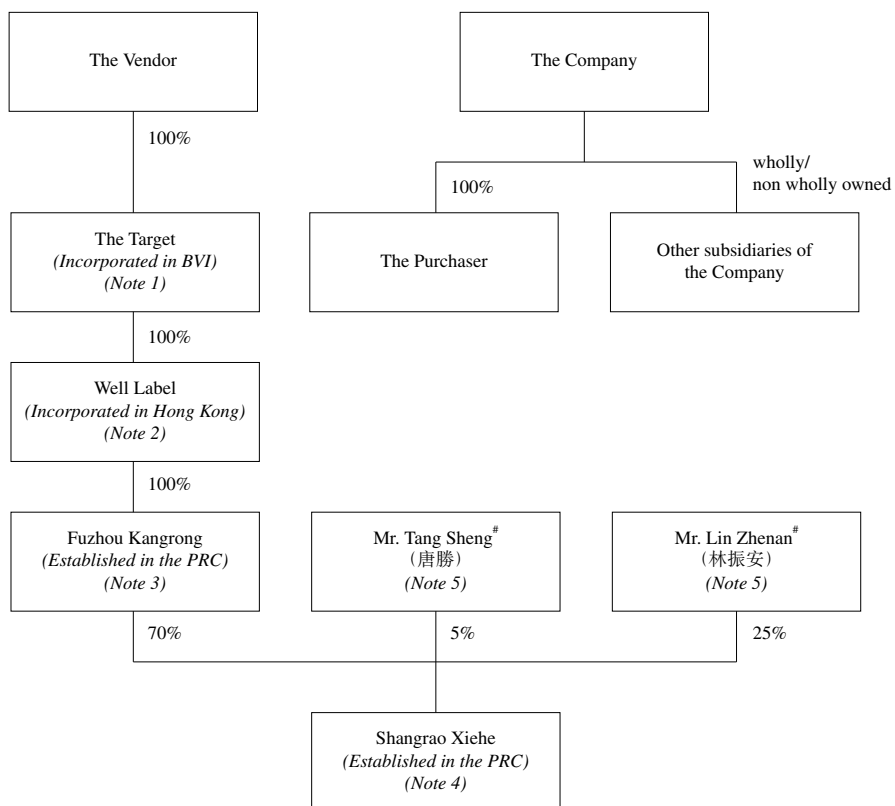 The Vendor
The Company
100%
wholly/
non wholly owned
100%
The Target
(Incorporated in BVI)
(Note 1)
The Purchaser
Other subsidiaries of
the Company
100%
Well Label
(Incorporated in Hong Kong)
(Note 2)
100%
Fuzhou Kangrong
(Established in the PRC)
(Note 3)
Mr. Tang Sheng#
(唐勝)
(Note 5)
Mr. Lin Zhenan#
(林振安)
(Note 5)
70%
5%
25%
Shangrao Xiehe
(Established in the PRC)
(Note 4)